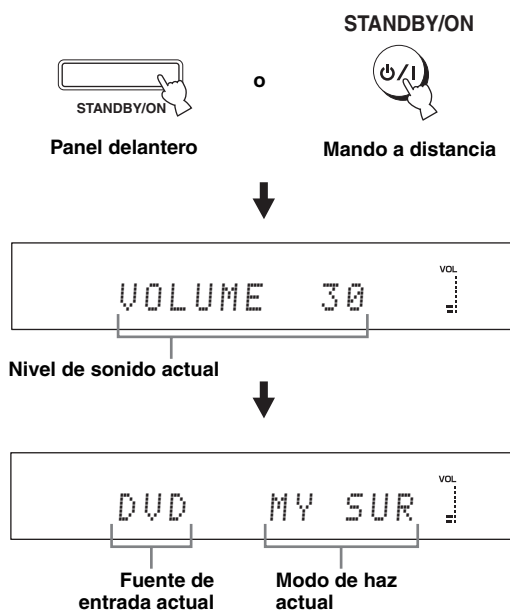 STANDBY/ON
o
STANDBY/ON
Panel delantero
Mando a distancia
VOL
VOLUME 30
Nivel de sonido actual
VOL
DVD MY SUR
Fuente de
entrada actual
Modo de haz
actual